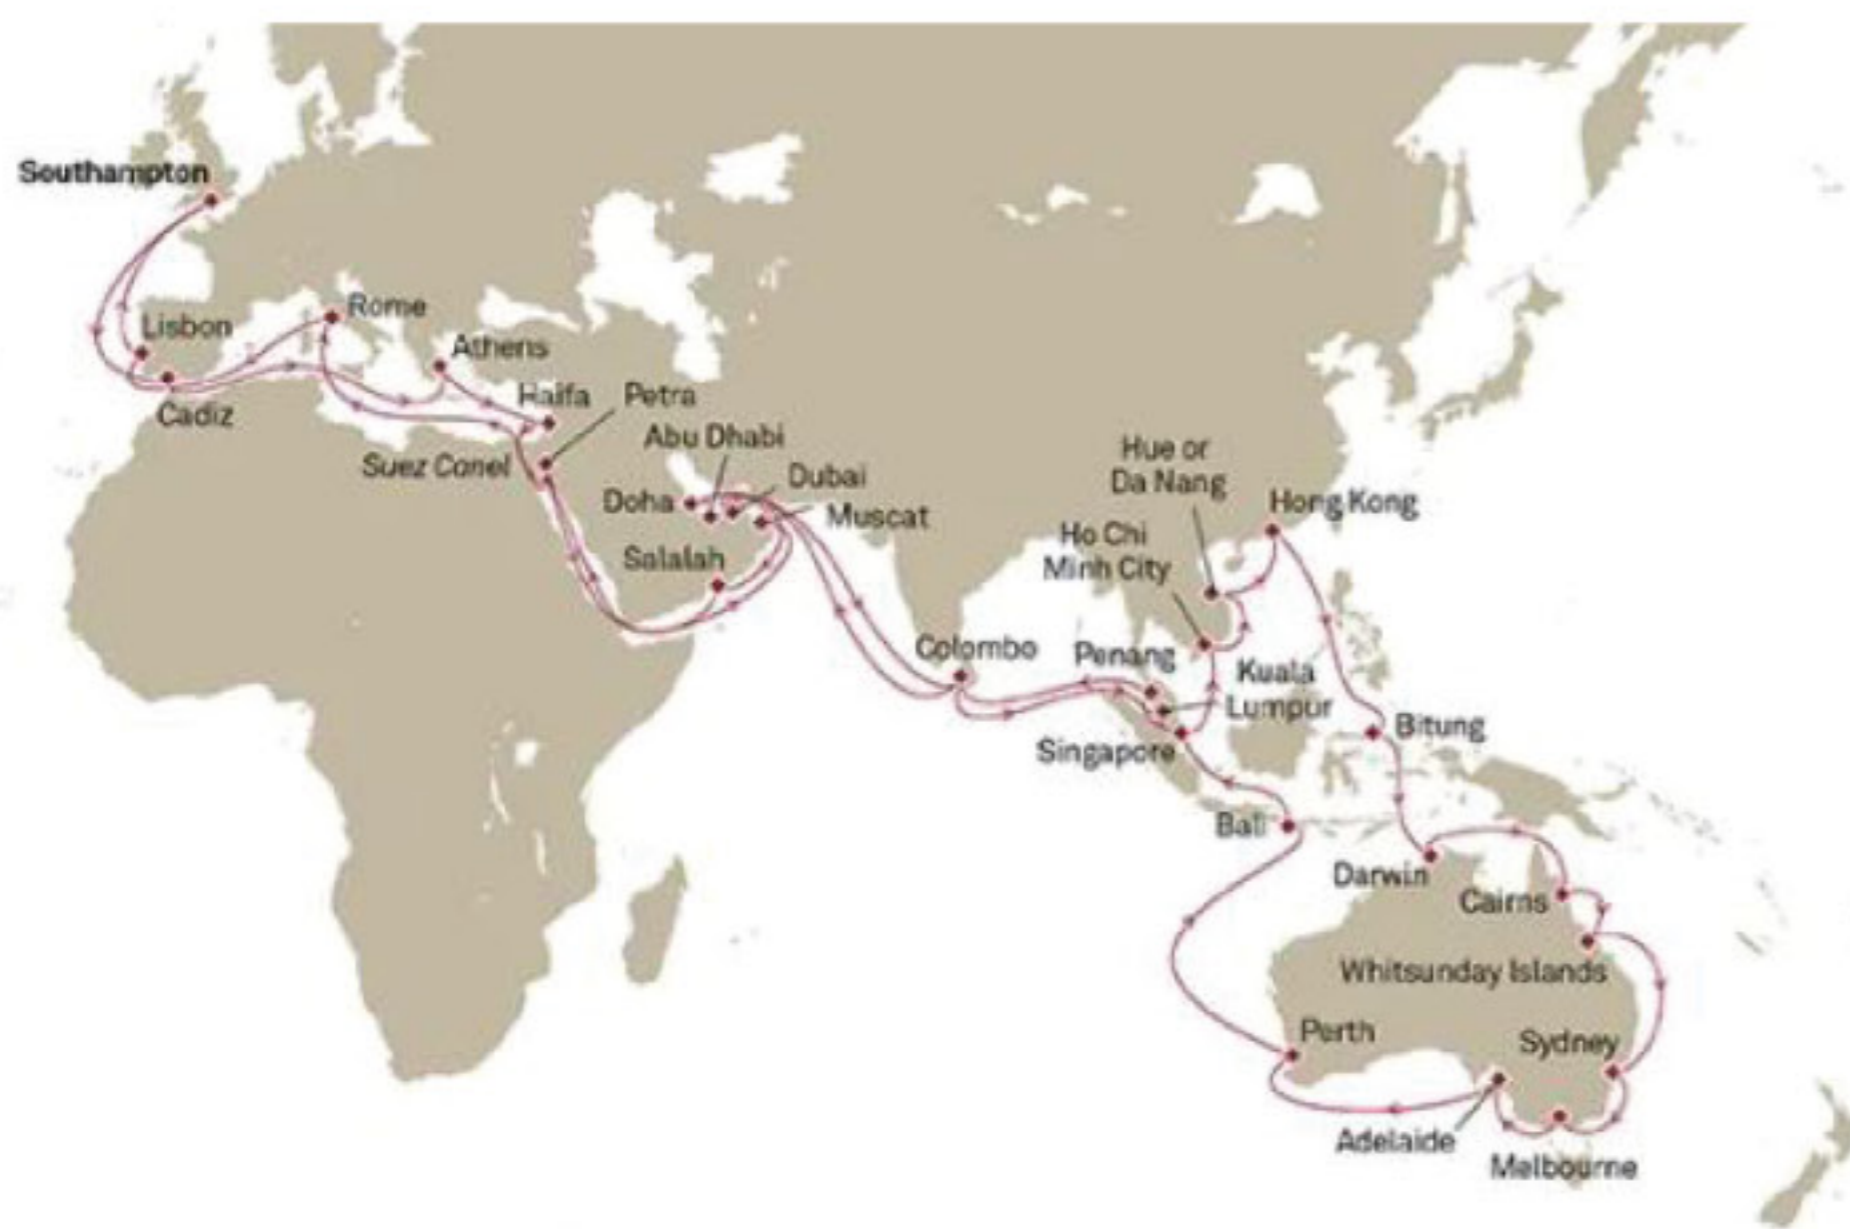 Southampton
Rome
Lisbon
Athens
Haifa
Petra
Cadiz
Abu Dhabi
Suez Canel
Dubai
Doha
Muscat
Salalah
Hue or
Da Nang
Hong Kong
Ho Chi
Minh City
Colombo
Penang
Kuala
Lumpur
Singapore
Bitung
Bali
Darwin
Cairns
Whitsunday Islands
Perth
Sydney
Adelaide
Melbourne